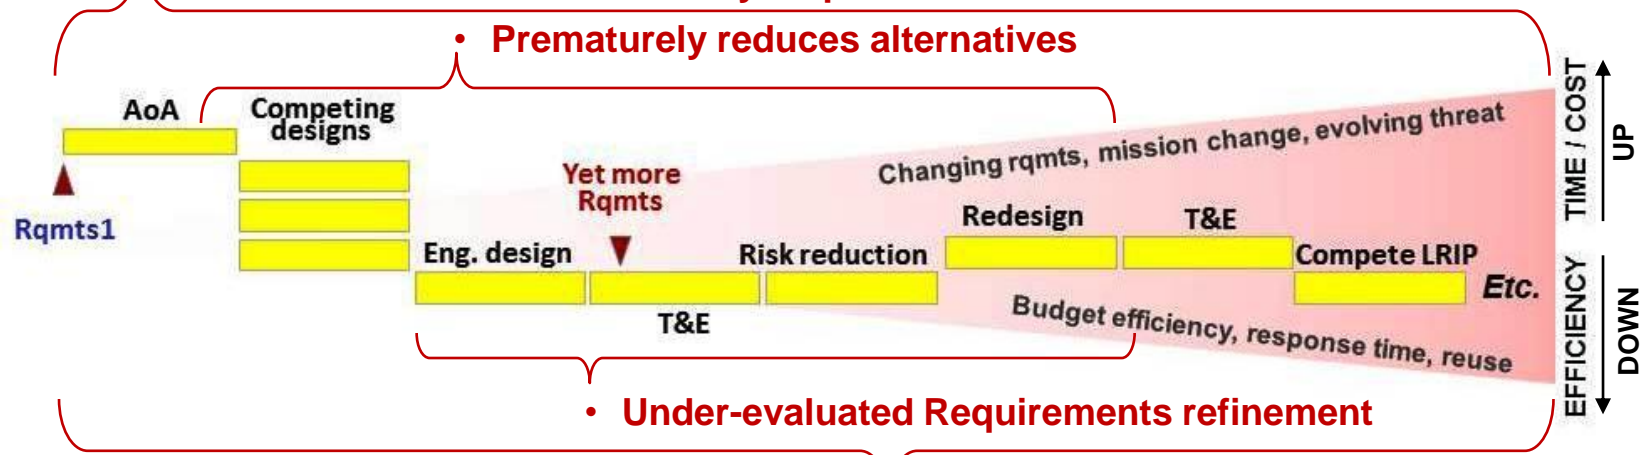 • Prematurely reduces alternatives
AoA
Competing
designs
Changing rqmts, mission change, evolving threat
TIME / COST
UP
Yet more
Rqmts
Rqmts1
Redesign
T&E
Eng. design
Risk reduction
Compete LRIP
Etc.
T&E
Budget efficiency, response time, reuse
EFFICIENCY
DOWN
• Under-evaluated Requirements refinement